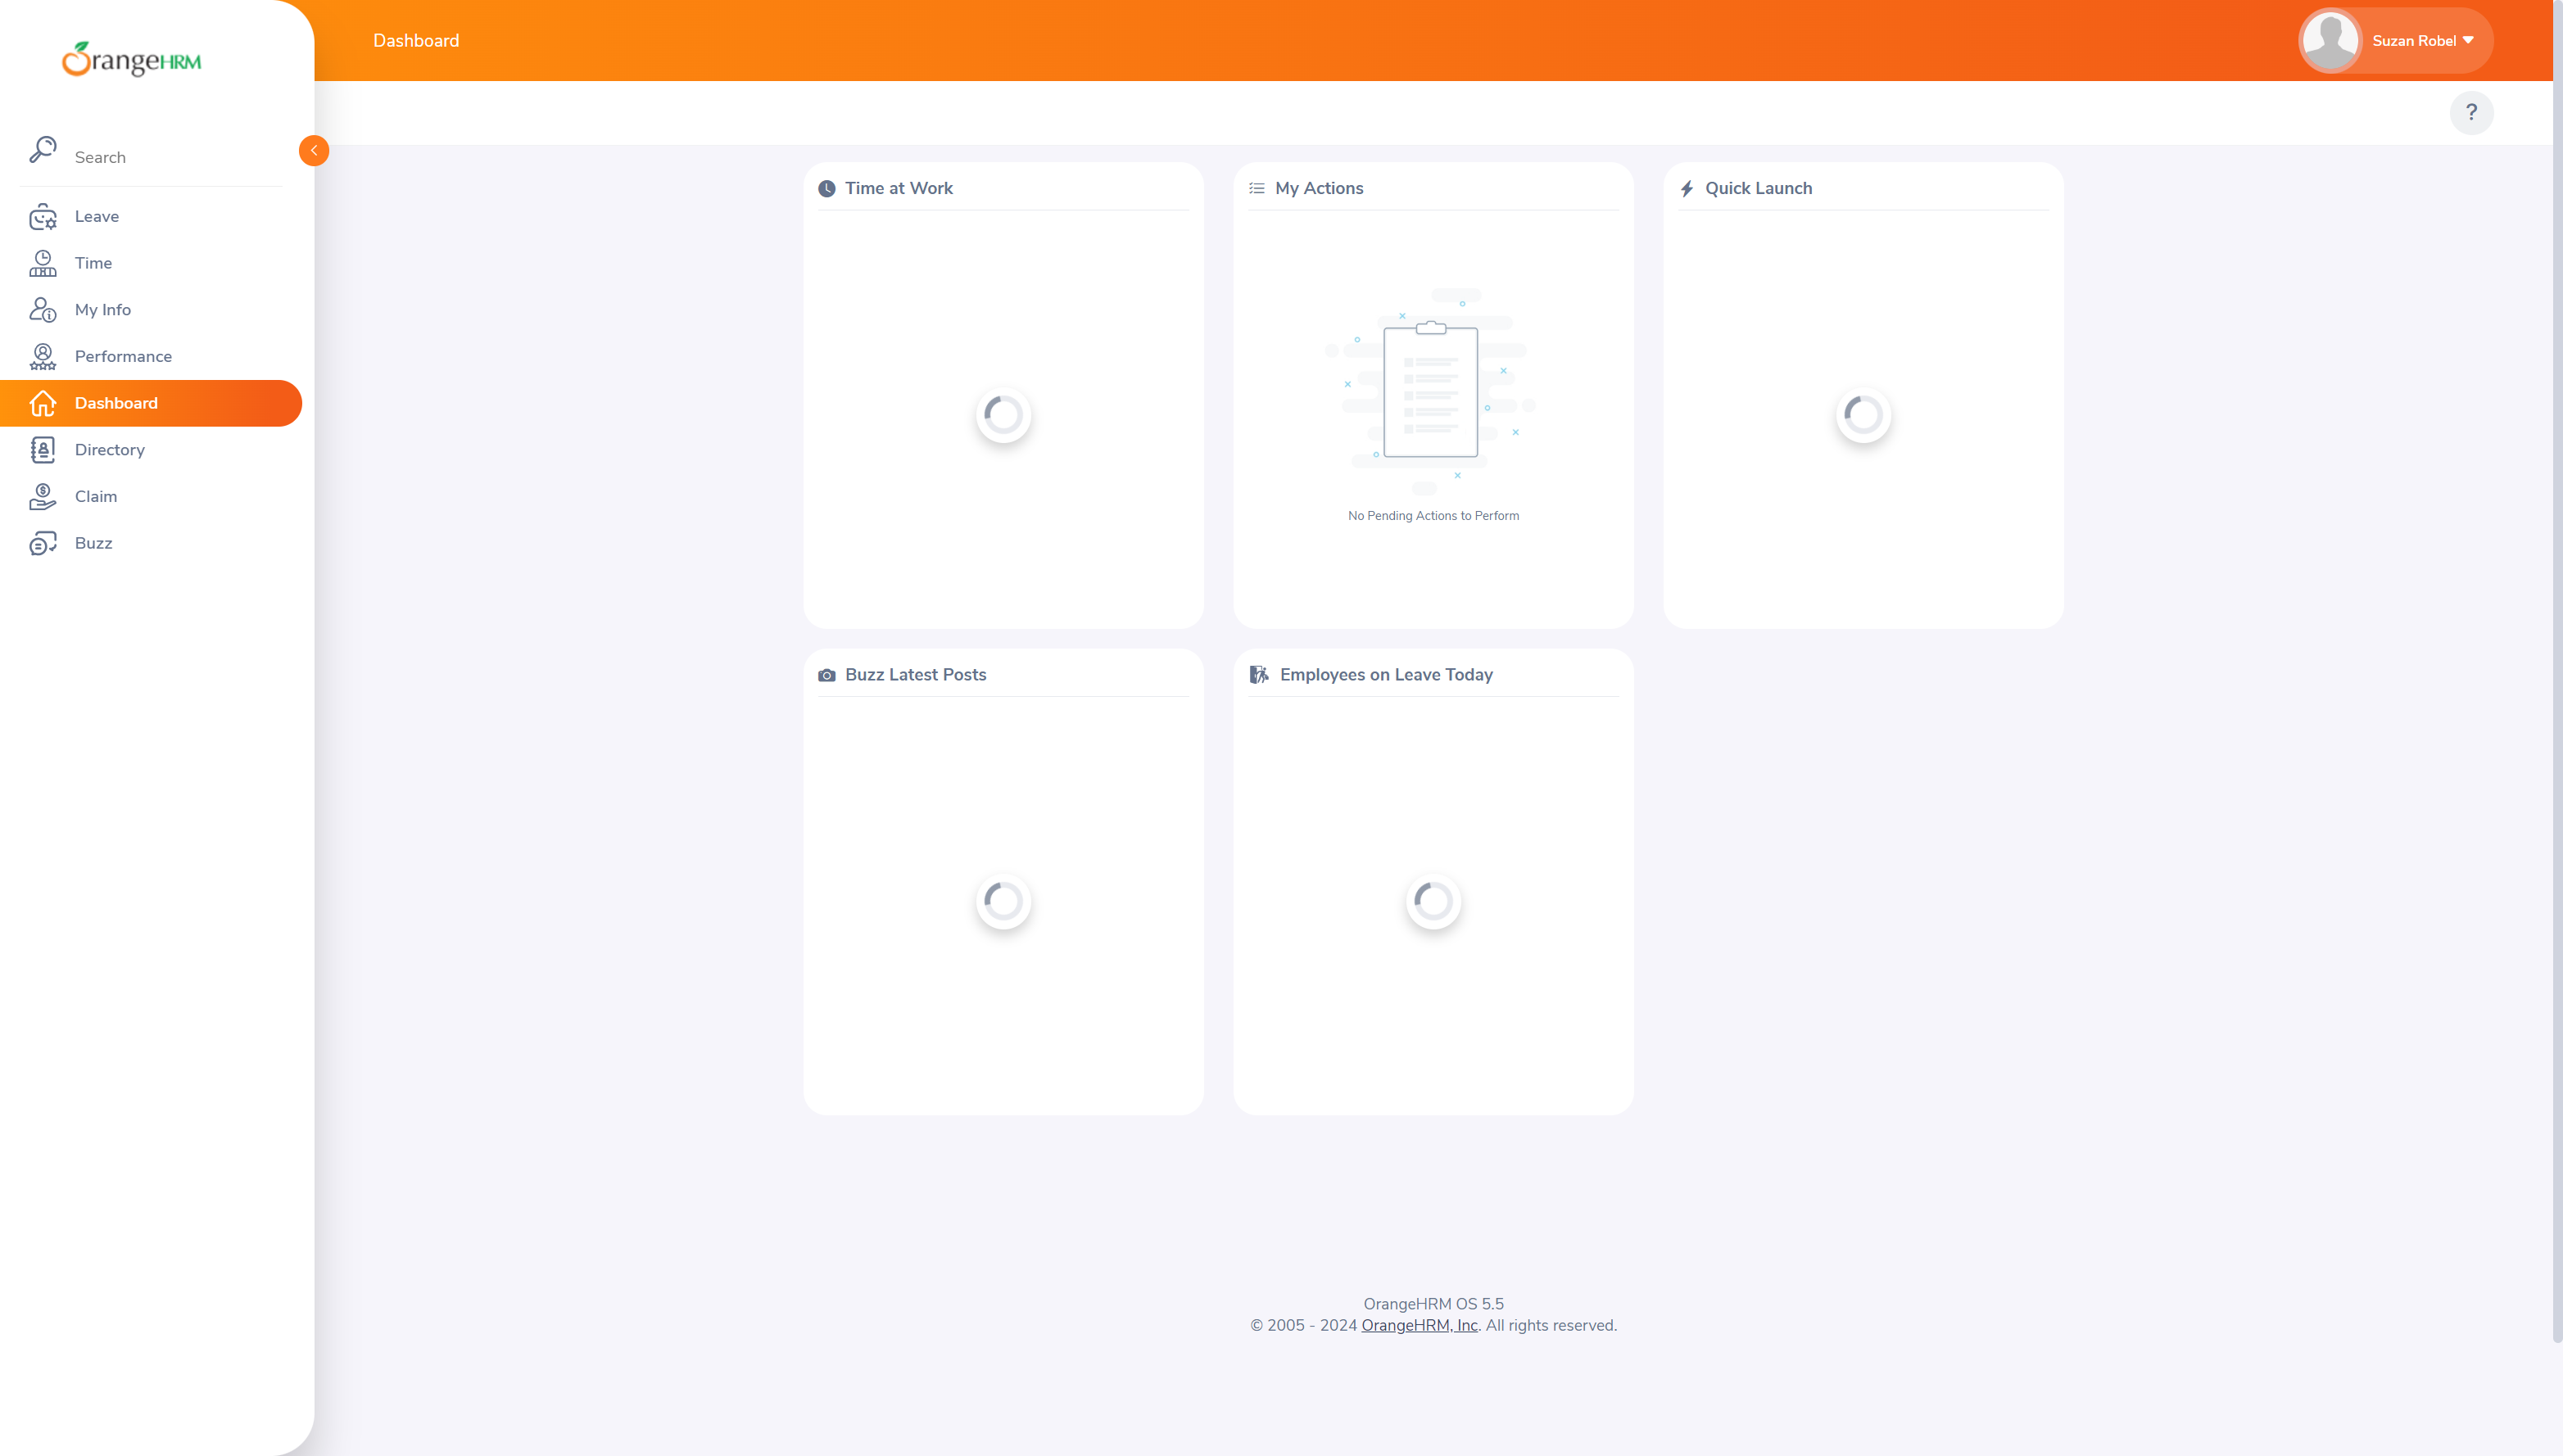 OrangeHRM
Search
Leave
Time
My Info
Performance
Dashboard
Directory
Claim
Buzz
Dashboard
Suzan Robel
?
Time at Work
My Actions
No Pending Actions to Perform
Quick Launch
Buzz Latest Posts
Employees on Leave Today
OrangeHRM OS 5.5
© 2005 - 2024 OrangeHRM, Inc. All rights reserved.